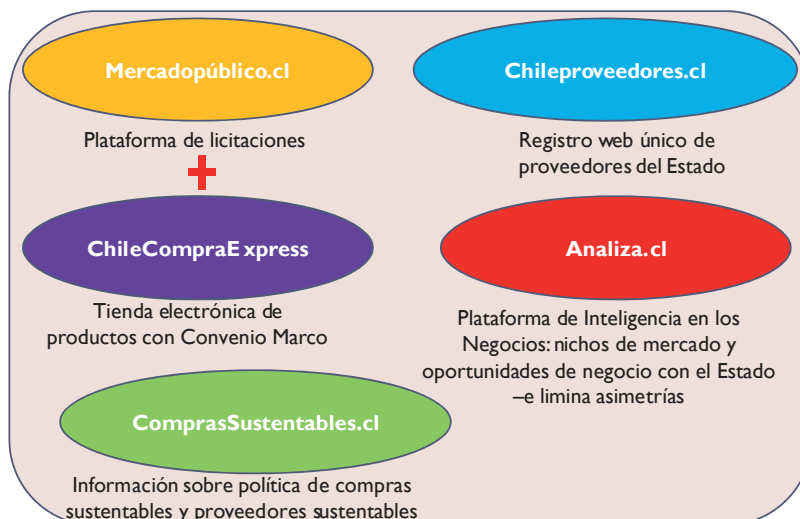 Mercadopúblico.cl
Plataforma de licitaciones
+
ChileCompraE xpress
Tienda electrónica de
productos con Convenio Marco
Chileproveedores.cl
Registro web único de
proveedores del Estado
Analiza.cl
Plataforma de Inteligencia en los
Negocios: nichos de mercado y
oportunidades de negocio con el Estado
–e limina asimetrías
ComprasSustentables.cl
Información sobre política de compras
sustentables y proveedores sustentables